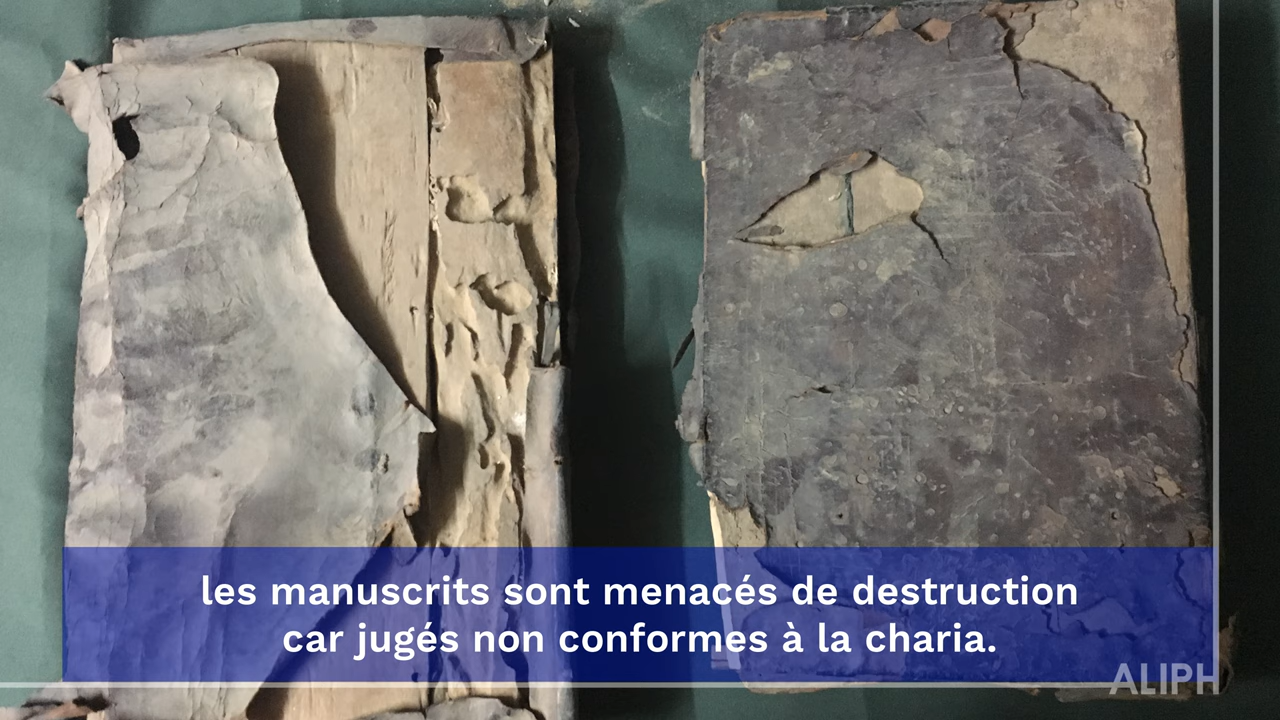 les manuscrits sont menacés de destruction
car jugés non conformes à la charia.
ALIPH